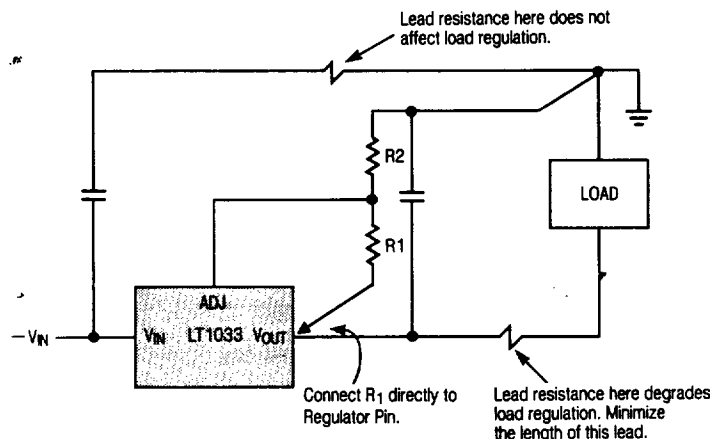 Lead resistance here does not
affect load regulation.
R2
LOAD
R1
ADJ
−VIN
VIN LT1033 VOUT
Connect R1 directly to
Regulator Pin.
Lead resistance here degrades
load regulation. Minimize
the length of this lead.